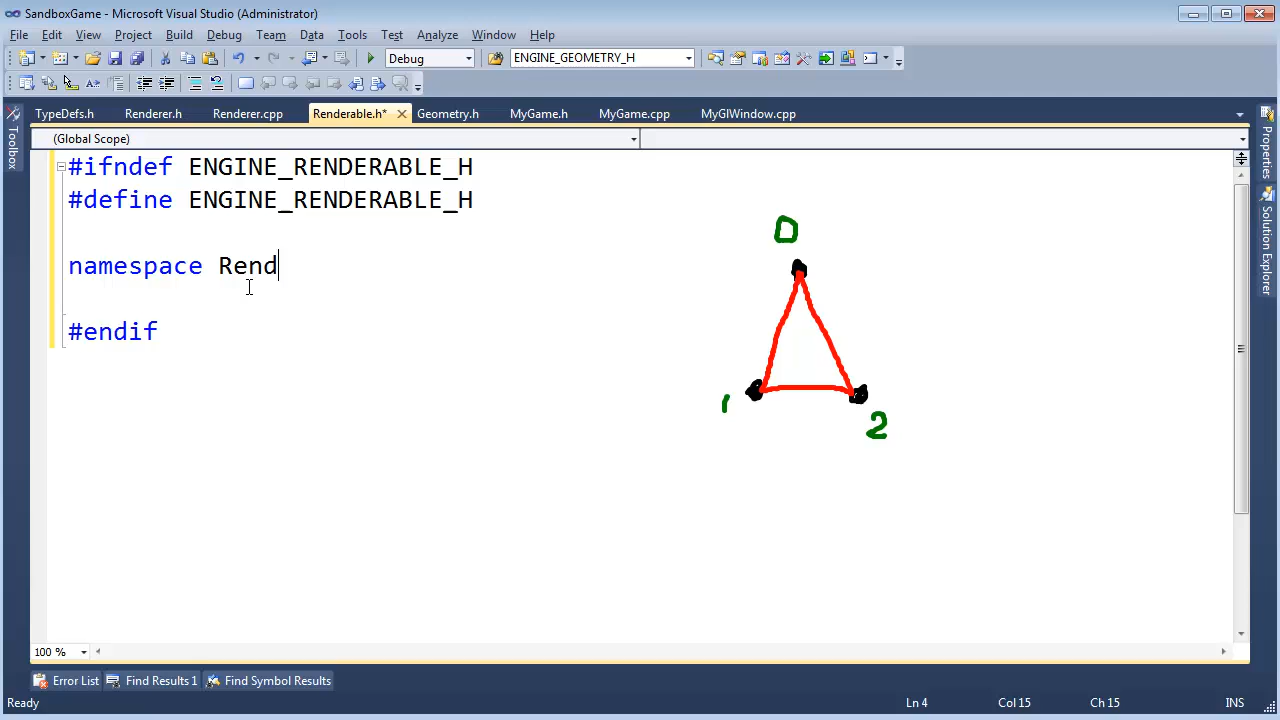 SandboxGame - Microsoft Visual Studio (Administrator)
File Edit View Project Build Debug Team Data Tools Test Analyze Window Help
Debug ENGINE_GEOMETRY_H
TypeDefs.h Renderer.h Renderer.cpp Renderable.h* Geometry.h MyGame.h MyGame.cpp MyGlWindow.cpp
(Global Scope)
Toolbox
Properties
Solution Explorer
#ifndef ENGINE_RENDERABLE_H
#define ENGINE_RENDERABLE_H
namespace Rend
#endif
0
1
2
100 %
Error List Find Results 1 Find Symbol Results
Ready Ln 4 Col 15 Ch 15 INS